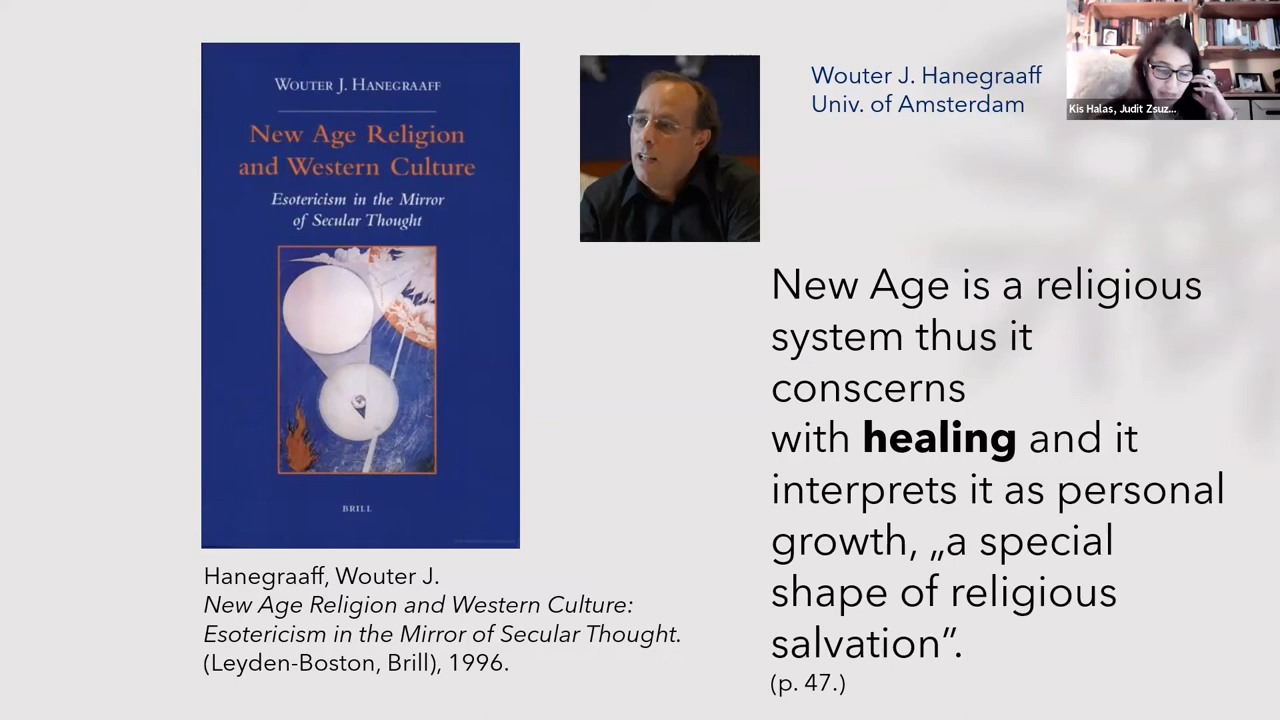 WOUTER J. HANEGRAAFF
New Age Religion
and Western Culture
Esotericism in the Mirror
of Secular Thought
BRILL
Hanegraaff, Wouter J.
New Age Religion and Western Culture:
Esotericism in the Mirror of Secular Thought.
(Leyden-Boston, Brill), 1996.
Wouter J. Hanegraaff
Univ. of Amsterdam
Kis Halas, Judit Zsuz...
New Age is a religious
system thus it
conscerns
with healing and it
interprets it as personal
growth, „a special
shape of religious
salvation”.
(p. 47.)